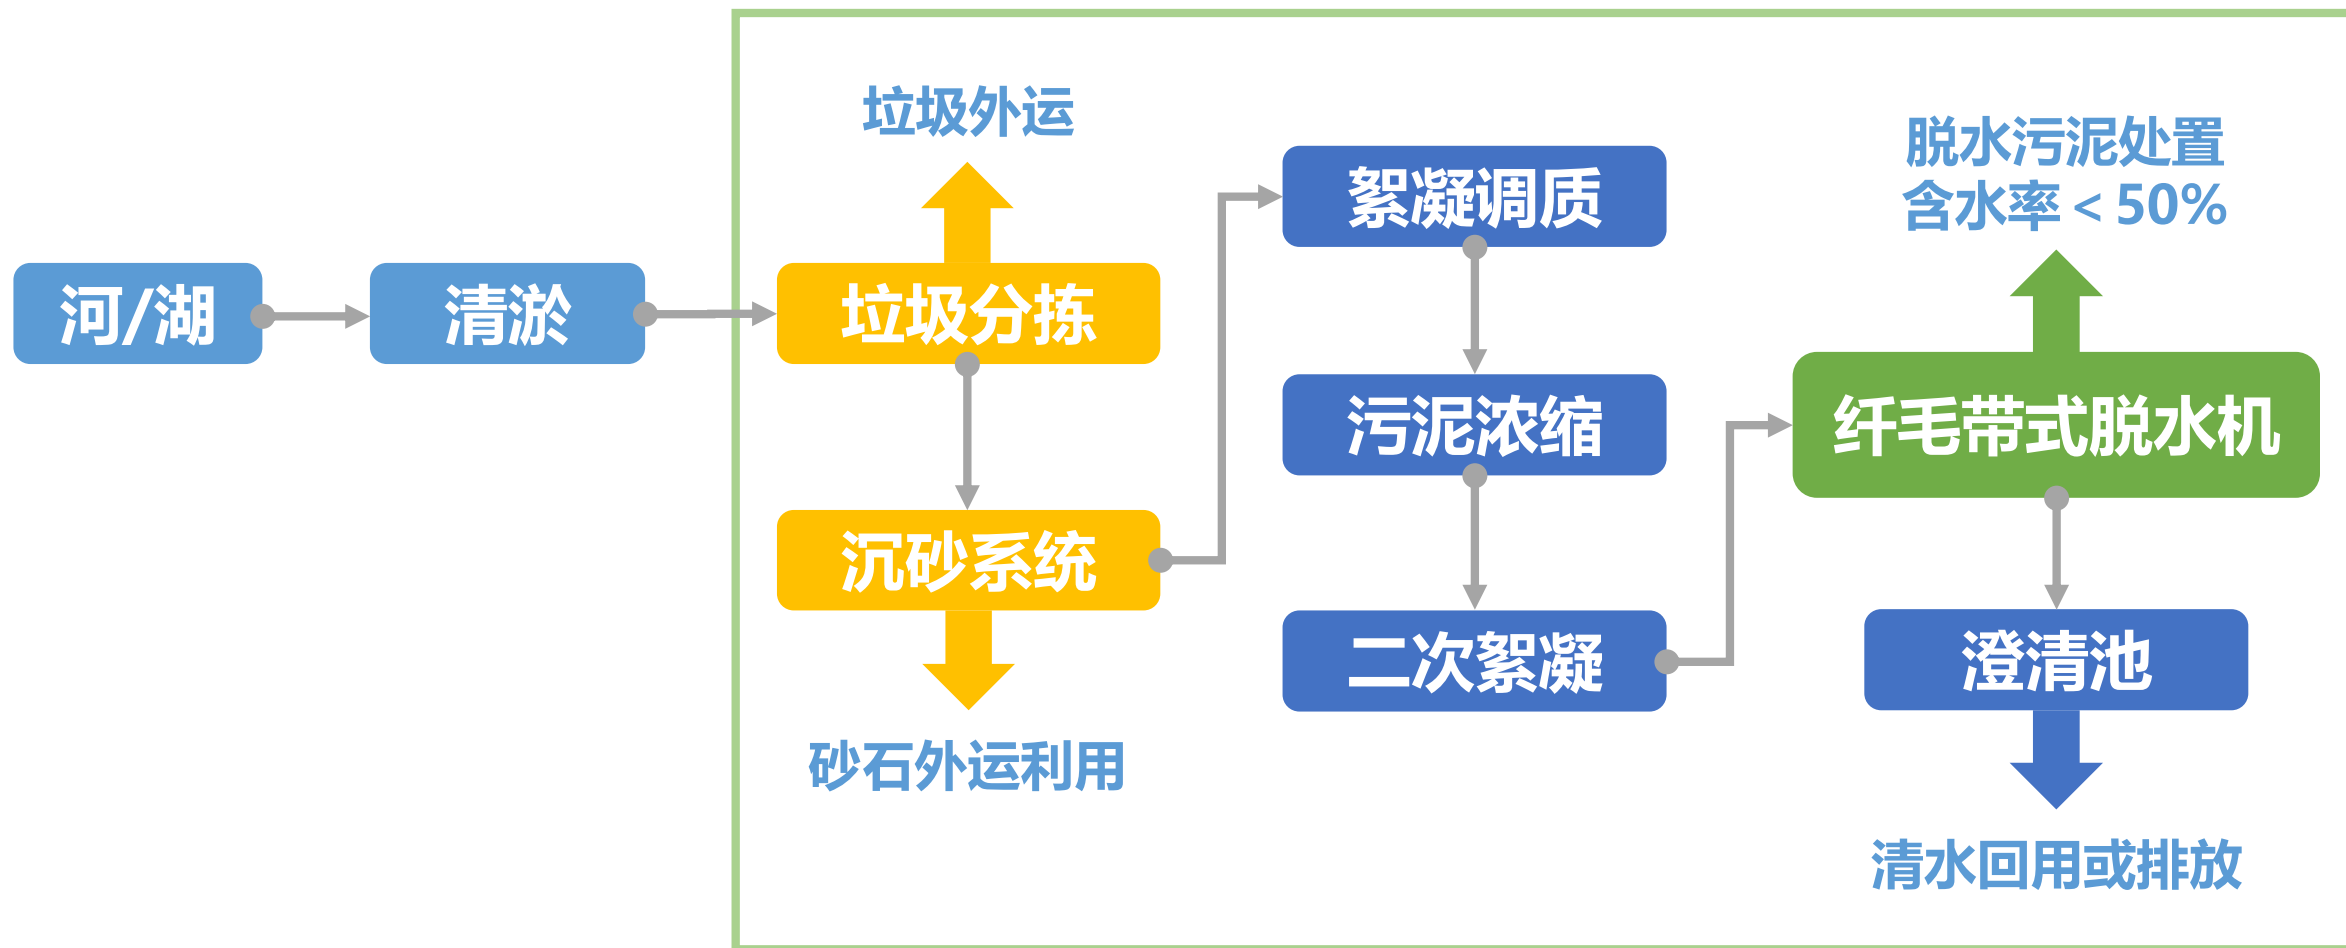 河/湖
清淤
垃圾外运
垃圾分拣
沉砂系统
砂石外运利用
絮凝调质
污泥浓缩
二次絮凝
脱水污泥处置
含水率＜50%
纤毛带式脱水机
澄清池
清水回用或排放